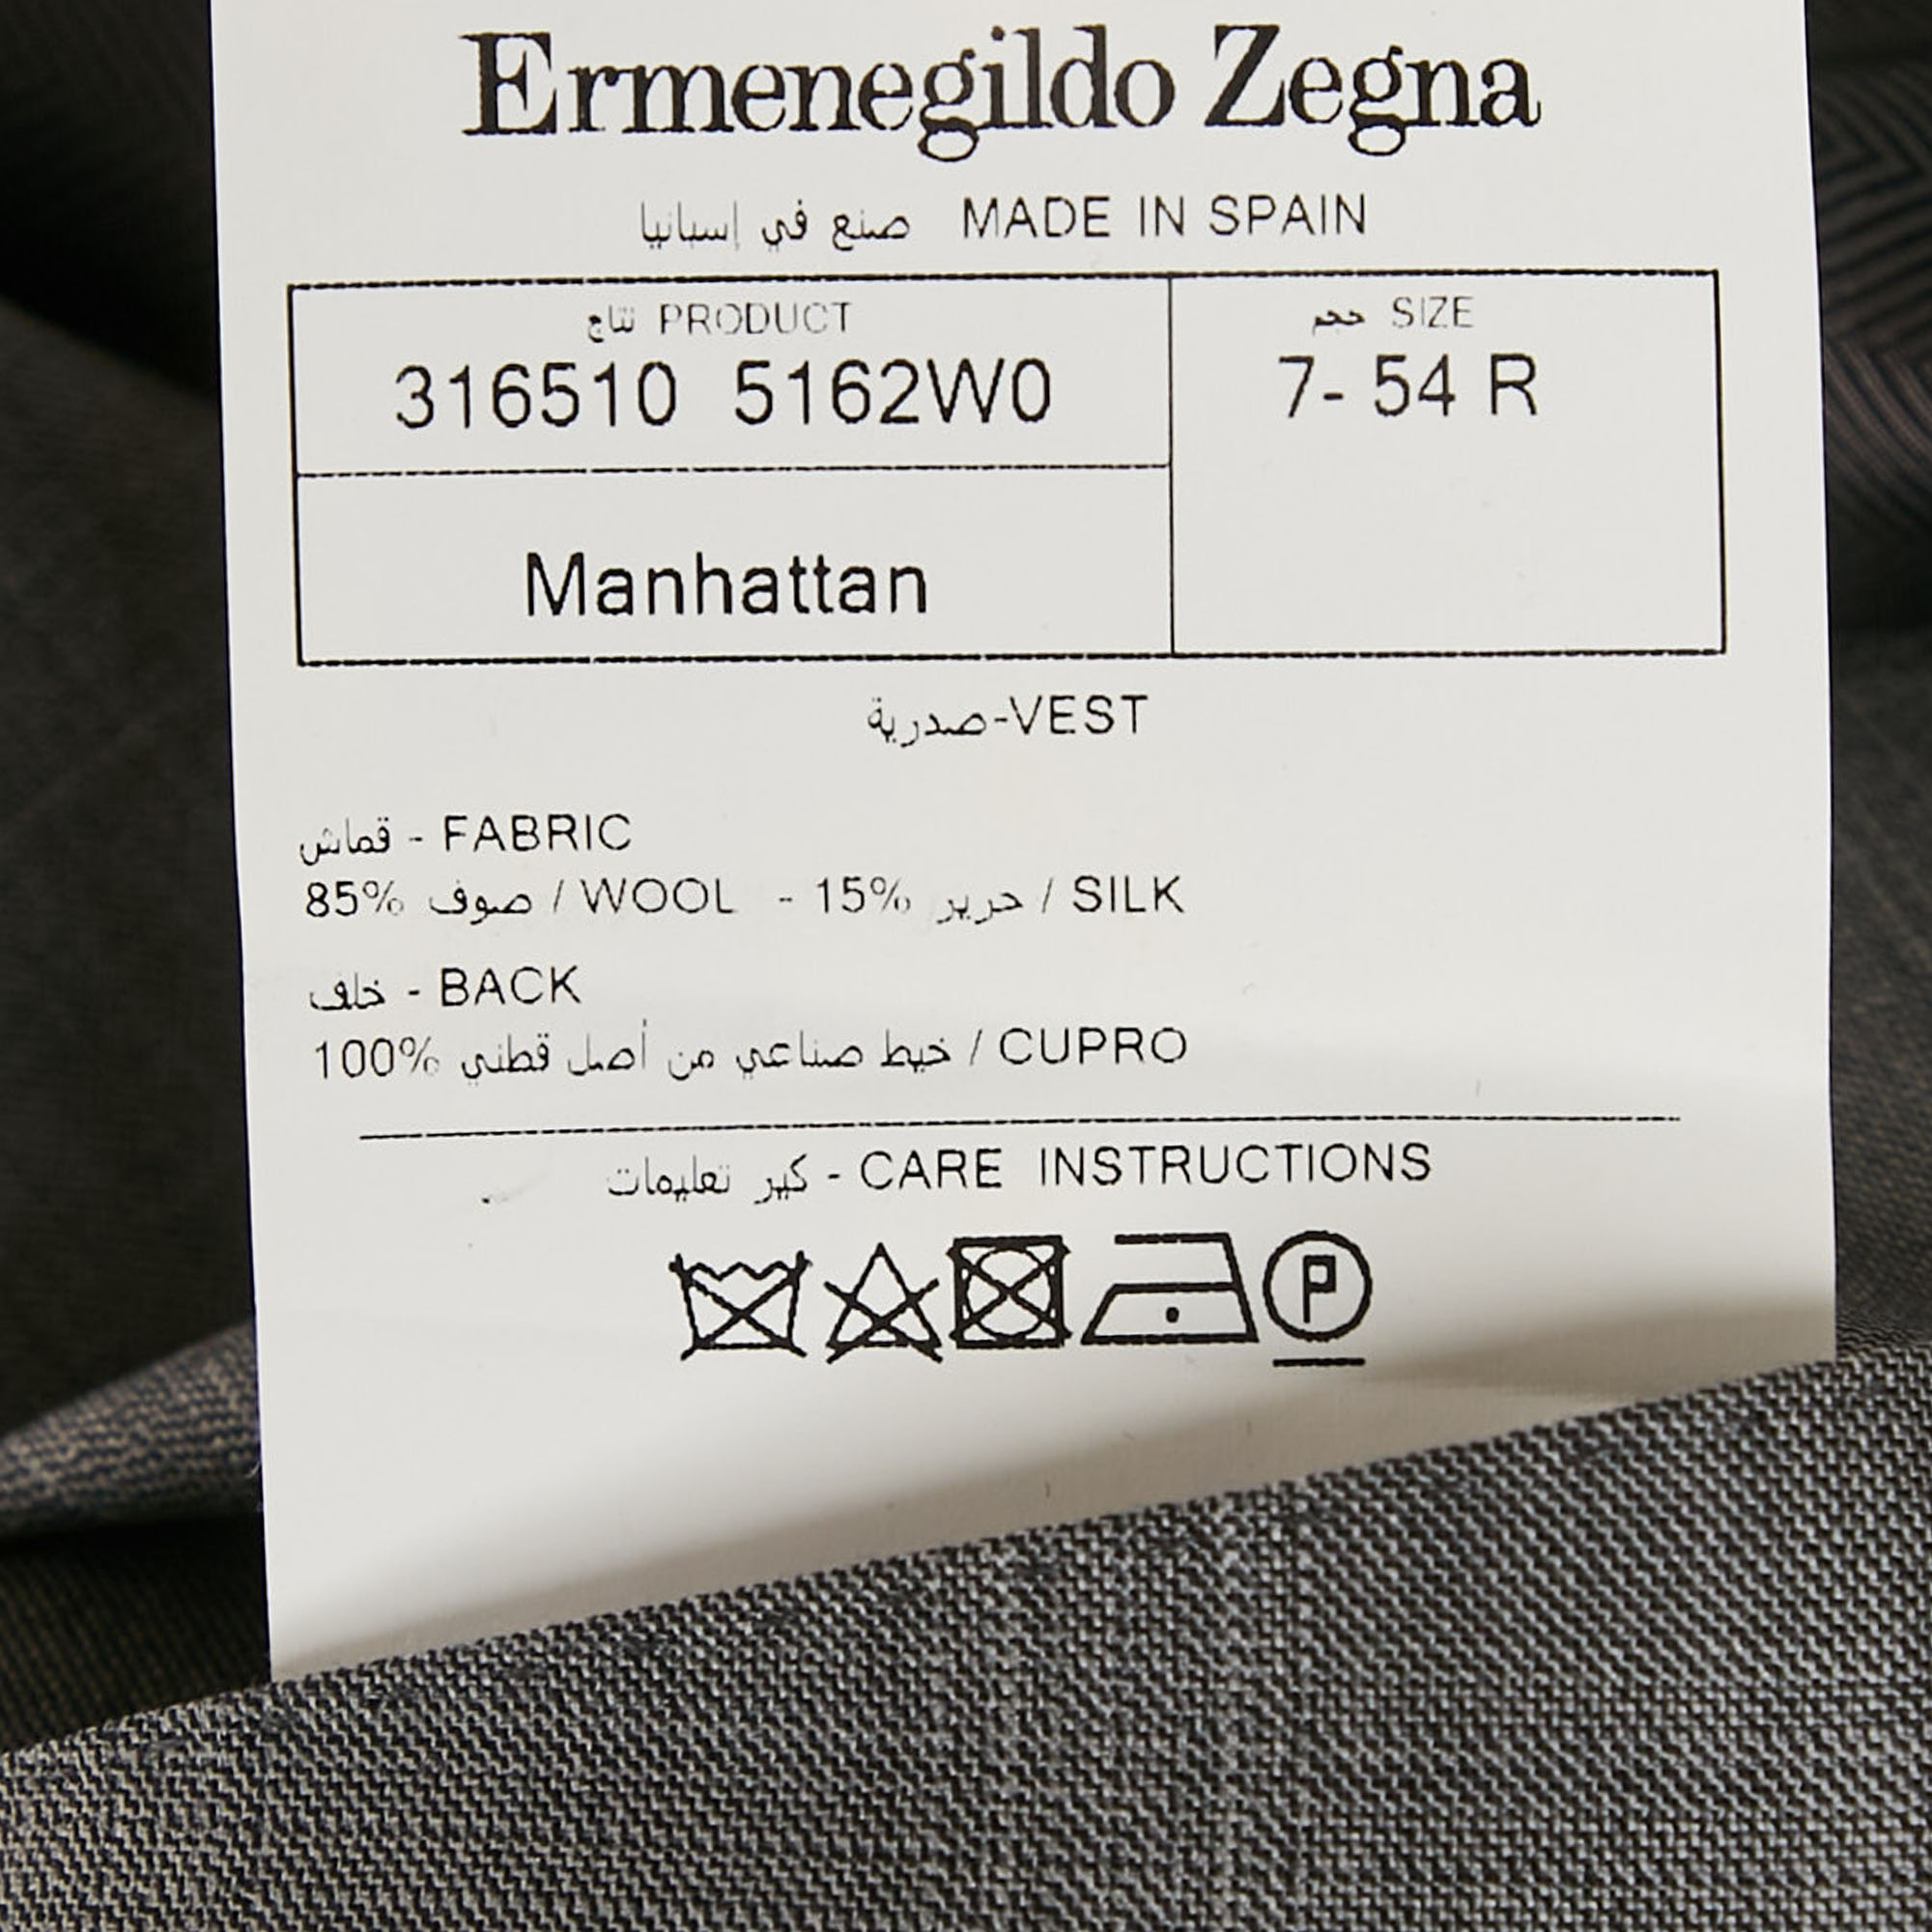 Ermenegildo Zegna
صنع في إسبانيا MADE IN SPAIN
نتاج PRODUCT
316510 5162W0
حجم SIZE
7- 54 R
Manhattan
صدرية-VEST
قماش - FABRIC
85% صوف / WOOL - 15% حرير / SILK
خلف - BACK
100% خيط صناعي من أصل قطني / CUPRO
كير تعليمات - CARE INSTRUCTIONS
P